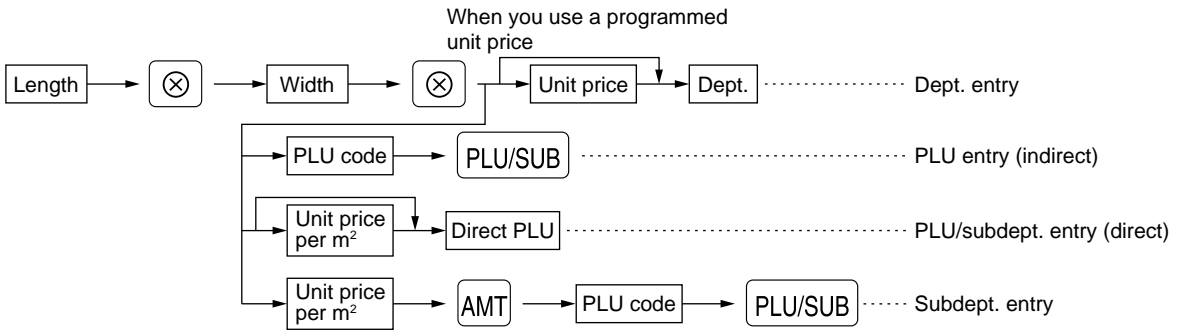 When you use a programmed
unit price
Length ⊗ Width ⊗ Unit price Dept. Dept. entry
PLU code PLU/SUB PLU entry (indirect)
Unit price
per m² Direct PLU PLU/subdept. entry (direct)
Unit price
per m² AMT PLU code PLU/SUB Subdept. entry